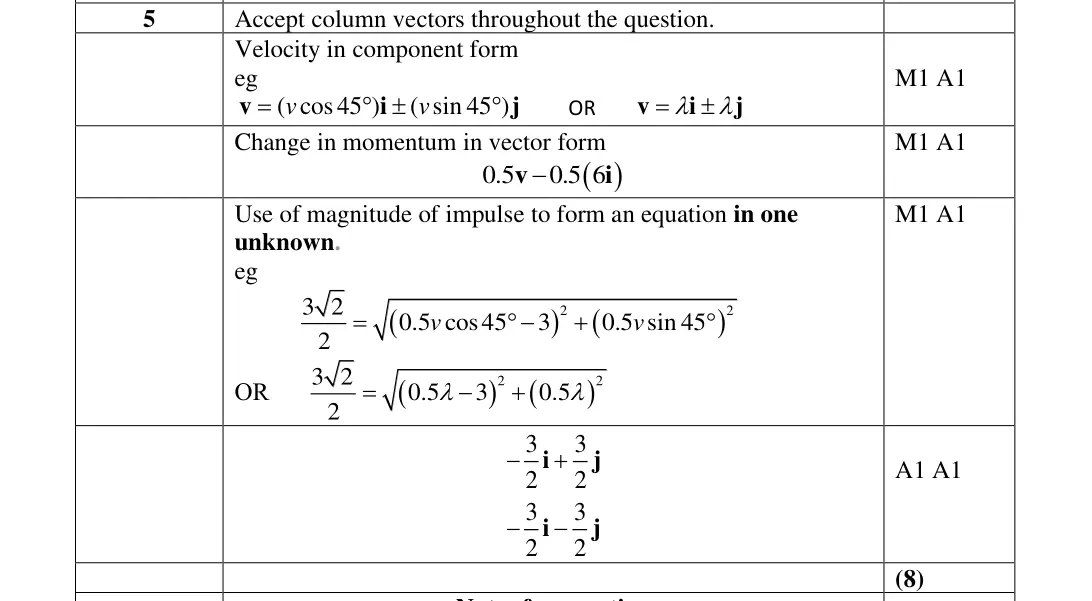 5 Accept column vectors throughout the question.
Velocity in component form
eg
M1 A1
v = (v cos 45°)i ± (v sin 45°)j OR v = λi ± λj
Change in momentum in vector form M1 A1
0.5v − 0.5(6i)
Use of magnitude of impulse to form an equation in one M1 A1
unknown.
eg
3√2/2 = √((0.5v cos 45° − 3)² + (0.5v sin 45°)²)
OR 3√2/2 = √((0.5λ − 3)² + (0.5λ)²)
−3/2 i + 3/2 j
A1 A1
−3/2 i − 3/2 j
(8)